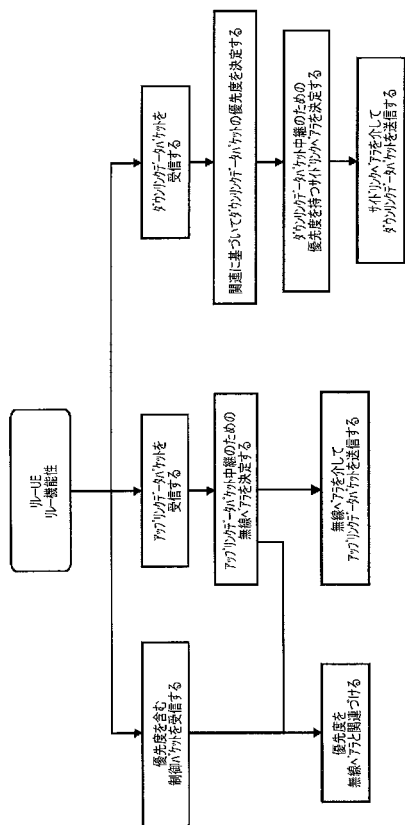 リレーUE
リレー機能性
優先度を含む
制御パケットを受信する
優先度を
無線ベアラと関連づける
アップリンクデータパケットを
受信する
アップリンクデータパケット中継のための
無線ベアラを決定する
無線ベアラを介して
アップリンクデータパケットを送信する
ダウンリンクデータパケットを
受信する
関連に基づいてダウンリンクデータパケットの優先度を決定する
ダウンリンクデータパケット中継のための
優先度を持つサイドリンクベアラを決定する
サイドリンクベアラを介して
ダウンリンクデータパケットを送信する